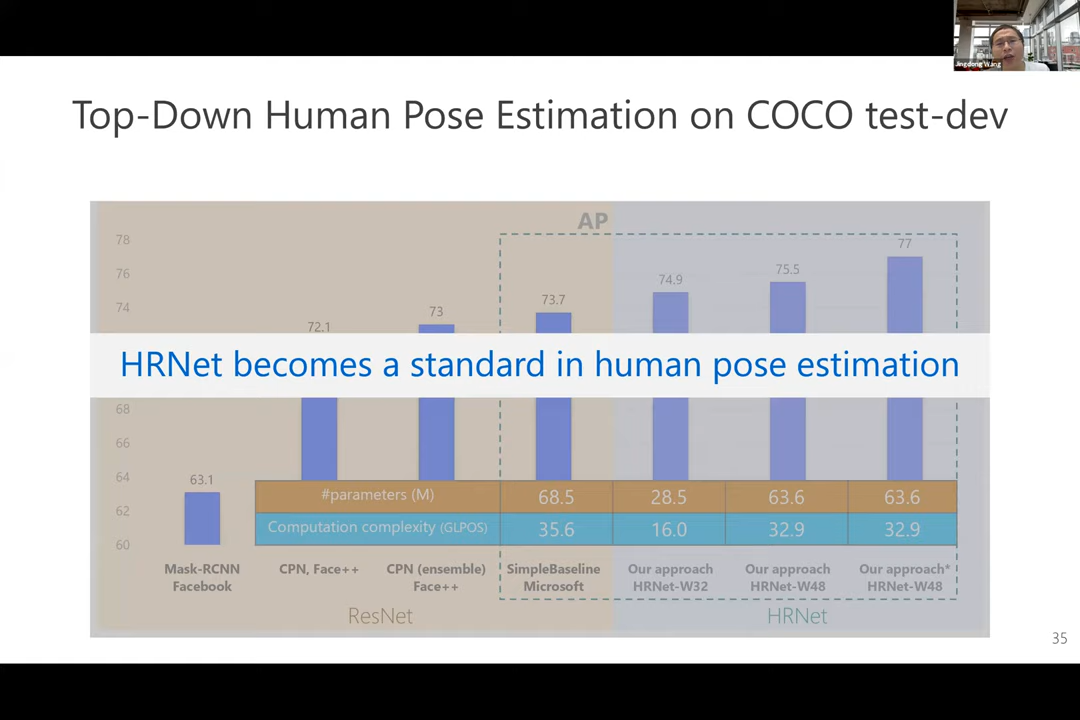 Jingdong Wang
Top-Down Human Pose Estimation on COCO test-dev
AP
78
76
74
68
66
64
62
60
63.1
72.1
73
73.7
74.9
75.5
77
HRNet becomes a standard in human pose estimation
#parameters (M) 68.5 28.5 63.6 63.6
Computation complexity (GLPOS) 35.6 16.0 32.9 32.9
Mask-RCNN
Facebook
CPN, Face++
CPN (ensemble)
Face++
SimpleBaseline
Microsoft
Our approach
HRNet-W32
Our approach
HRNet-W48
Our approach*
HRNet-W48
ResNet
HRNet
35